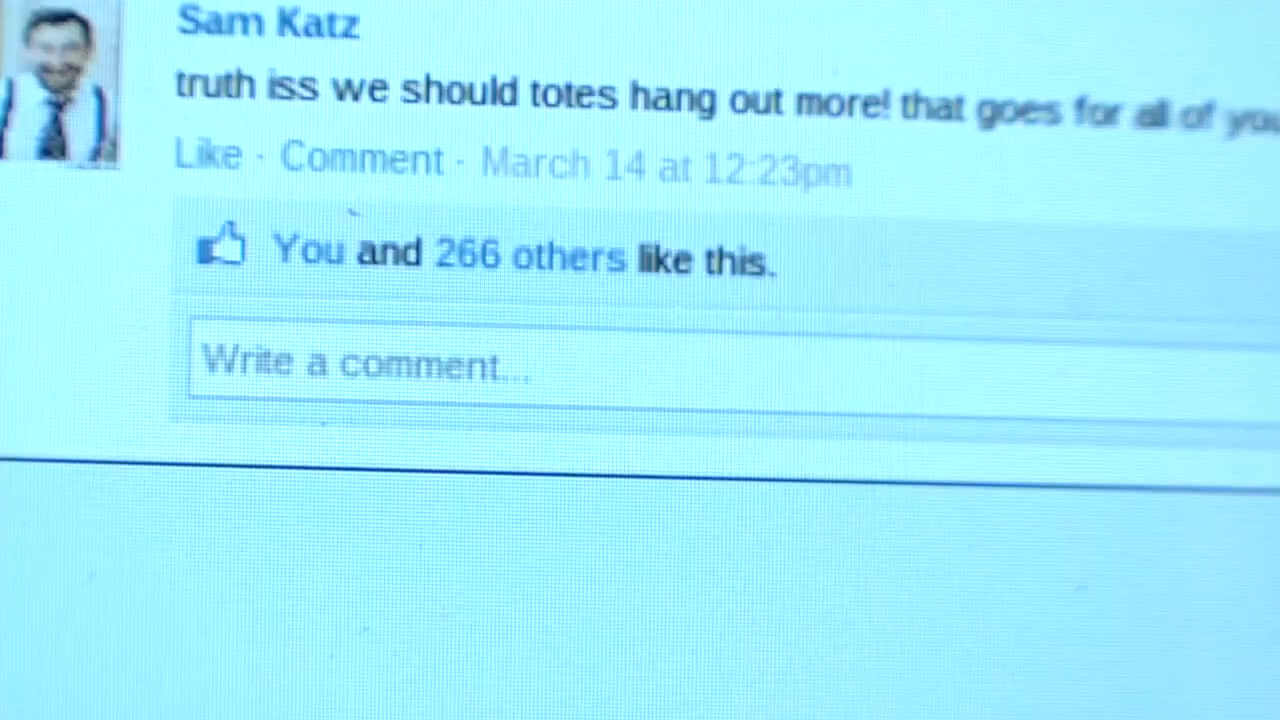 Sam Katz
truth iss we should totes hang out more! that goes for all of you
Like · Comment · March 14 at 12:23pm
You and 266 others like this.
Write a comment...